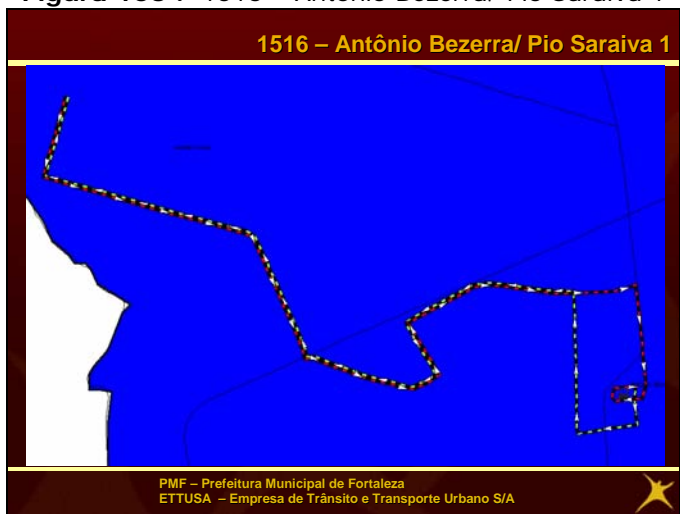 1516 – Antônio Bezerra/ Pio Saraiva 1
PMF – Prefeitura Municipal de Fortaleza
ETTUSA – Empresa de Trânsito e Transporte Urbano S/A